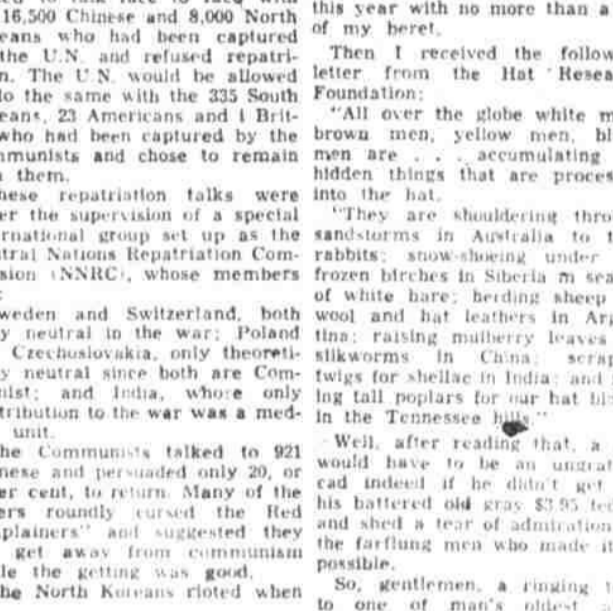 16,500 Chinese and 8,000 North
eans who had been captured
the U.N. and refused repatri-
n. The U.N. would be allowed
o the same with the 335 South
eans, 23 Americans and 1 Brit-
who had been captured by the
mmunists and chose to remain
them.
hese repatriation talks were
er the supervision of a special
rnational group set up as the
tral Nations Repatriation Com-
sion (NNRC), whose members
:
weden and Switzerland, both
y neutral in the war; Poland
Czechoslovakia, only theoreti-
y neutral since both are Com-
nist; and India, whose only
tribution to the war was a med-
unit.
he Communists talked to 921
nese and persuaded only 20, or
er cent, to return. Many of the
ers roundly cursed the Red
plainers" and suggested they
get away from communism
le the getting was good.
he North Koreans rioted when
this year with no more than a
of my beret.
Then I received the follow
letter from the Hat Resea
Foundation:
"All over the globe white m
brown men, yellow men, bl
men are . . . accumulating
hidden things that are proces
into the hat.
"They are shouldering thro
sandstorms in Australia to t
rabbits; snow-shoeing under
frozen birches in Siberia m sea
of white hare; herding sheep
wool and hat leathers in Ar
tina; raising mulberry leaves
silkworms in China; scrap
twigs for shellac in India; and
ing tall poplars for our hat bl
in the Tennessee hills."
Well, after reading that, a
would have to be an ungrat
cad indeed if he didn't get
his battered old gray $3.95 fed
and shed a tear of admiration
the farflung men who made it
possible.
So, gentlemen, a ringing
to one of man's oldest